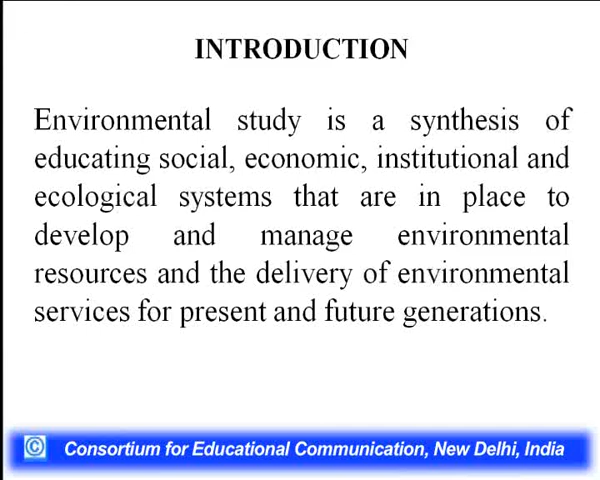 INTRODUCTION
Environmental study is a synthesis of
educating social, economic, institutional and
ecological systems that are in place to
develop and manage environmental
resources and the delivery of environmental
services for present and future generations.
© Consortium for Educational Communication, New Delhi, India